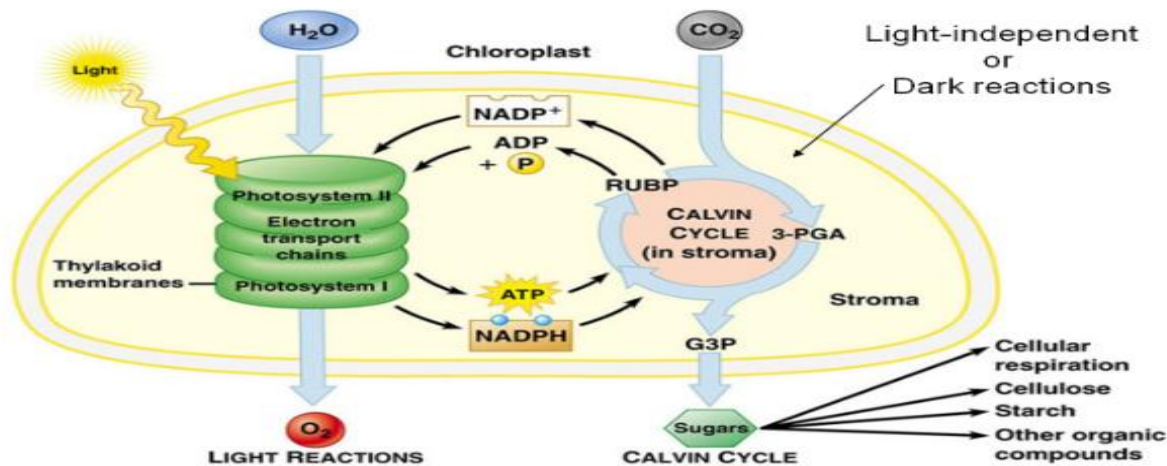 H₂O
CO₂
Light-independent
or
Dark reactions
Chloroplast
Light
NADP⁺
ADP
+ P
RUBP
Photosystem II
Electron
transport
chains
Photosystem I
CALVIN
CYCLE
(in stroma)
3-PGA
Thylakoid
membranes
ATP
NADPH
Stroma
G3P
O₂
LIGHT REACTIONS
Sugars
CALVIN CYCLE
Cellular
respiration
Cellulose
Starch
Other organic
compounds